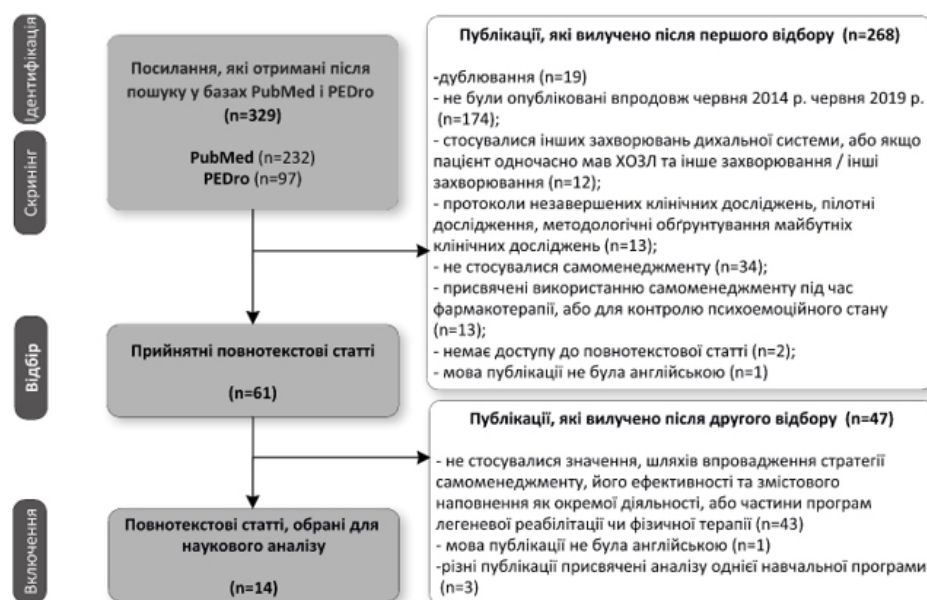 Ідентифікація
Посилання, які отримані після
пошуку у базах PubMed і PEDro
(n=329)
PubMed (n=232)
PEDro (n=97)
Публікації, які вилучено після першого відбору (n=268)
-дублювання (n=19)
- не були опубліковані впродовж червня 2014 р. червня 2019 р.
(n=174);
- стосувалися інших захворювань дихальної системи, або якщо
пацієнт одночасно мав ХОЗЛ та інше захворювання / інші
захворювання (n=12);
- протоколи незавершених клінічних досліджень, пілотні
дослідження, методологічні обґрунтування майбутніх
клінічних досліджень (n=13);
- не стосувалися самоменеджменту (n=34);
- присвячені використанню самоменеджменту під час
фармакотерапії, або для контролю психоемоційного стану
(n=13);
- немає доступу до повнотекстової статті (n=2);
- мова публікації не була англійською (n=1)
Скринінг
Відбір
Прийнятні повнотекстові статті
(n=61)
Публікації, які вилучено після другого відбору (n=47)
- не стосувалися значення, шляхів впровадження стратегії
самоменеджменту, його ефективності та змістового
наповнення як окремої діяльності, або частини програм
легеневої реабілітації чи фізичної терапії (n=43)
- мова публікації не була англійською (n=1)
-різні публікації присвячені аналізу однієї навчальної програми
(n=3)
Включення
Повнотекстові статті, обрані для
наукового аналізу
(n=14)